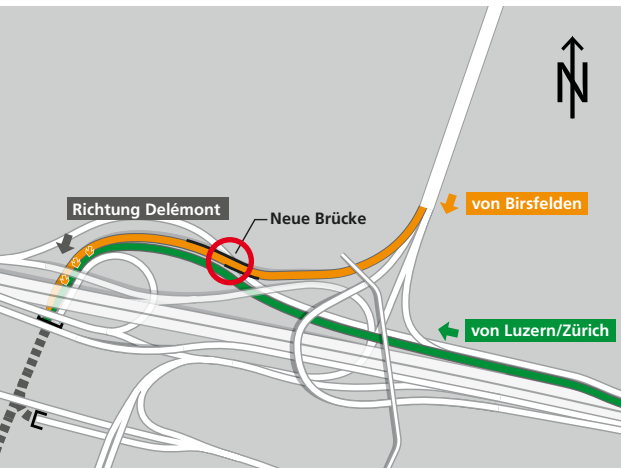 N
von Birsfelden
Richtung Delémont
Neue Brücke
von Luzern/Zürich